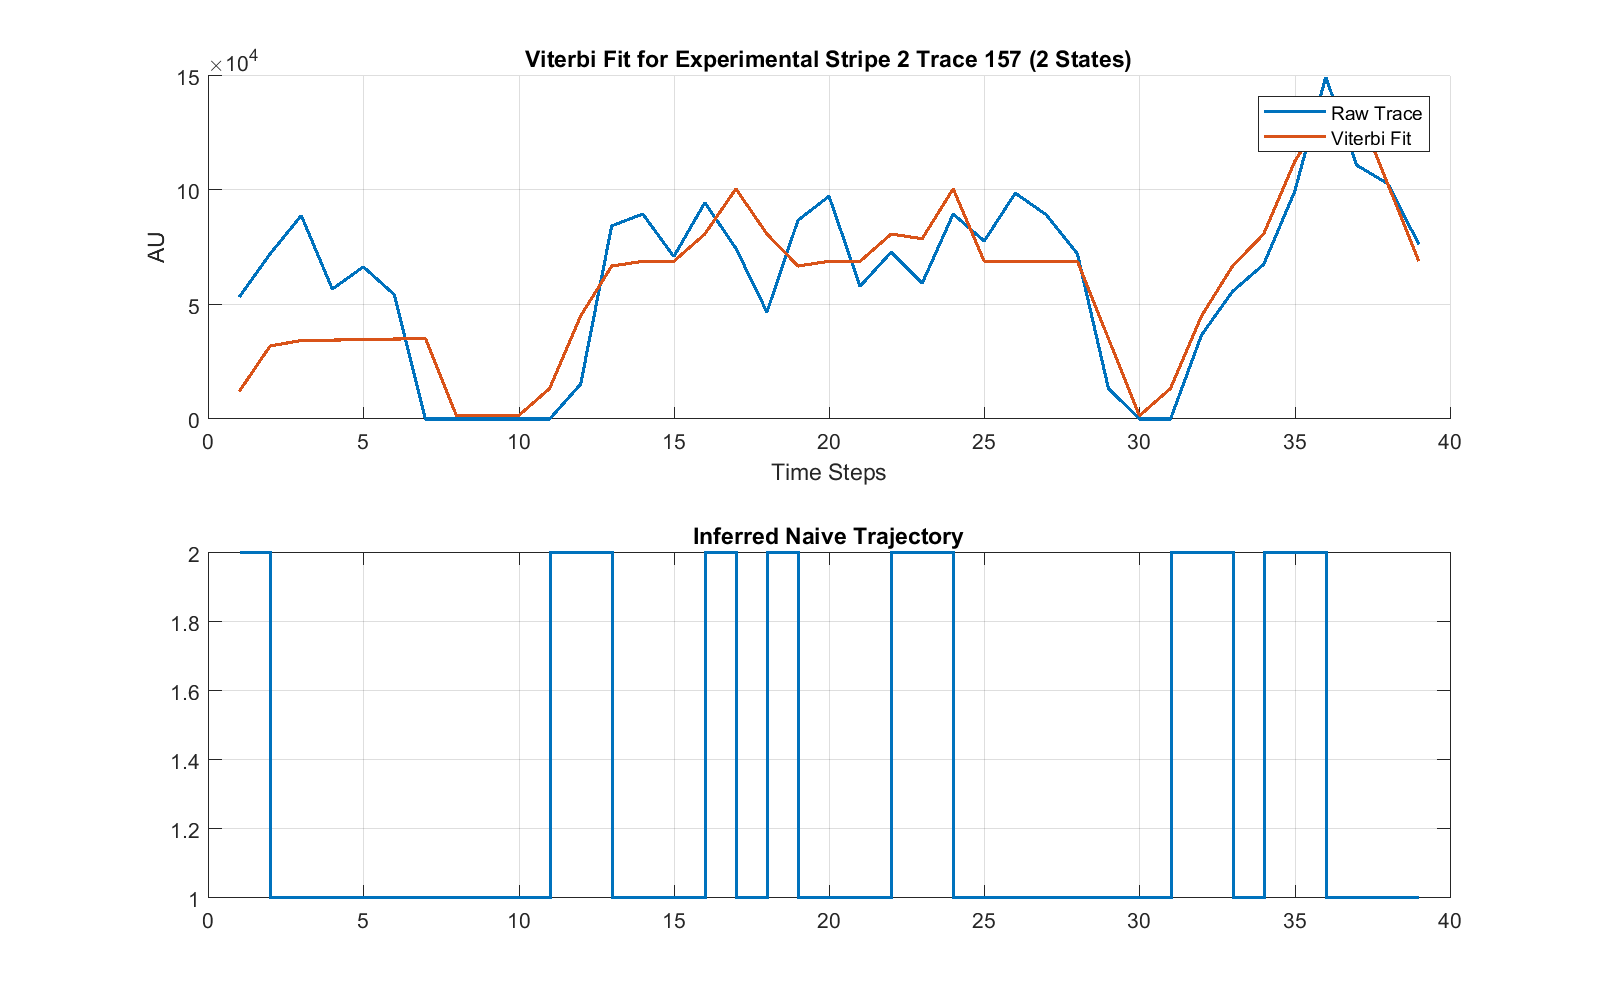 Viterbi Fit for Experimental Stripe 2 Trace 157 (2 States)
×10^4
15
10
5
0
AU
Raw Trace
Viterbi Fit
0 5 10 15 20 25 30 35 40
Time Steps
Inferred Naive Trajectory
2
1.8
1.6
1.4
1.2
1
0 5 10 15 20 25 30 35 40